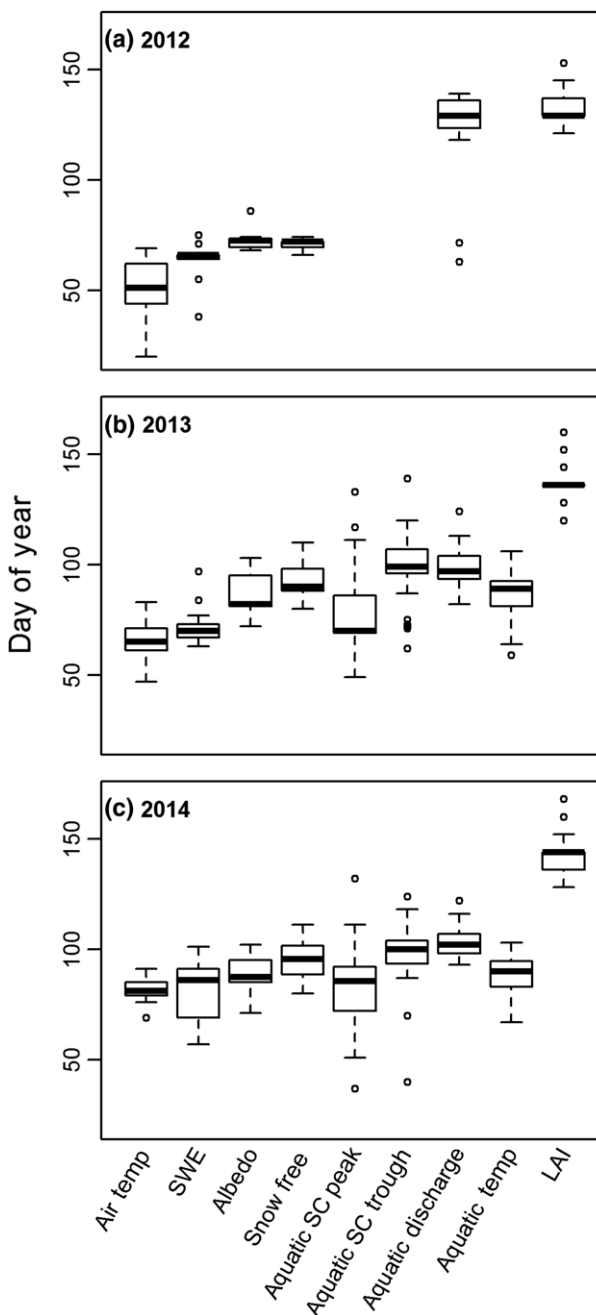 (a) 2012
150
100
50
(b) 2013
150
100
50
(c) 2014
150
100
50
Day of year
Air temp
SWE
Albedo
Snow free
Aquatic SC peak
Aquatic SC trough
Aquatic discharge
Aquatic temp
LAI